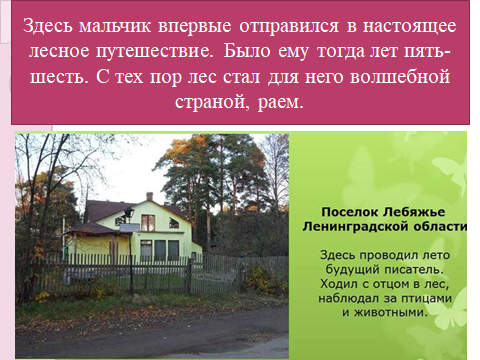 Здесь мальчик впервые отправился в настоящее
лесное путешествие. Было ему тогда лет пять-
шесть. С тех пор лес стал для него волшебной
страной, раем.
Поселок Лебяжье
Ленинградской области
Здесь проводил лето
будущий писатель.
Ходил с отцом в лес,
наблюдал за птицами
и животными.